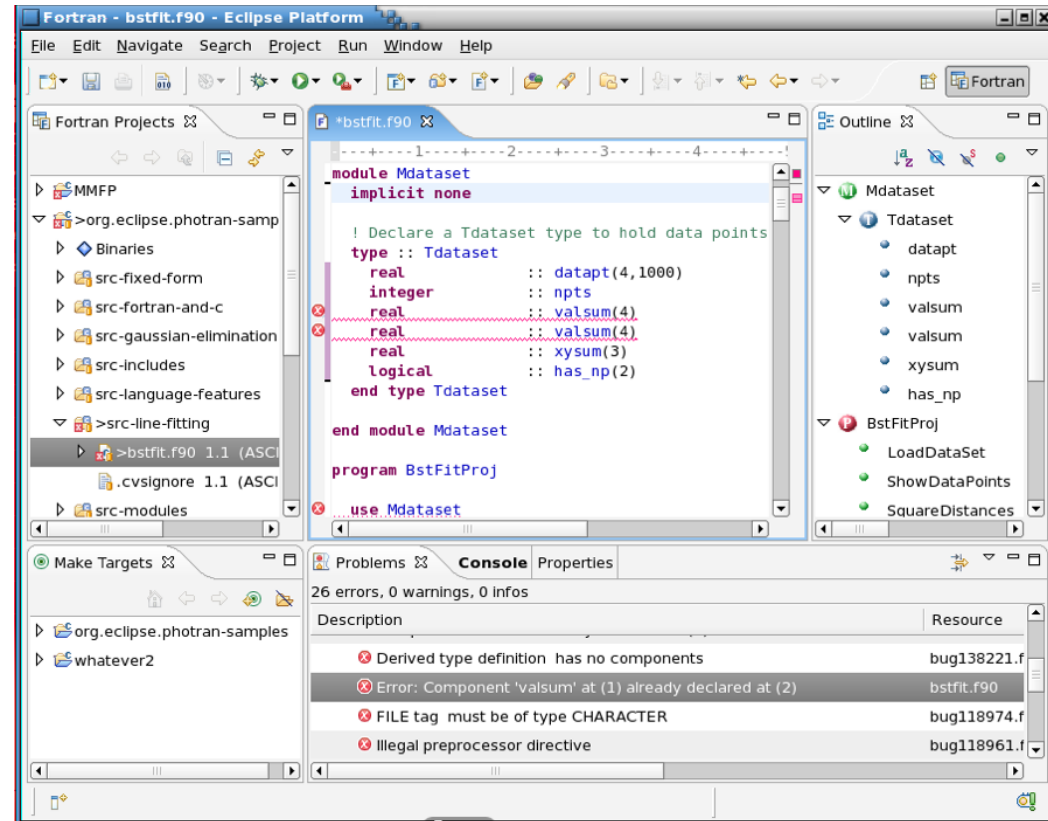 Fortran - bstfit.f90 - Eclipse Platform
File Edit Navigate Search Project Run Window Help
Fortran
Fortran Projects
MMFP
>org.eclipse.photran-samp
Binaries
src-fixed-form
src-fortran-and-c
src-gaussian-elimination
src-includes
src-language-features
>src-line-fitting
>bstfit.f90 1.1 (ASCI
.cvsignore 1.1 (ASCI
src-modules
*bstfit.f90
----+----1----+----2----+----3----+----4----+----5
module Mdataset
implicit none
! Declare a Tdataset type to hold data points
type :: Tdataset
real :: datapt(4,1000)
integer :: npts
real :: valsum(4)
real :: valsum(4)
real :: xysum(3)
logical :: has_np(2)
end type Tdataset
end module Mdataset
program BstFitProj
use Mdataset
Outline
Mdataset
Tdataset
datapt
npts
valsum
valsum
xysum
has_np
BstFitProj
LoadDataSet
ShowDataPoints
SquareDistances
Make Targets
org.eclipse.photran-samples
whatever2
Problems Console Properties
26 errors, 0 warnings, 0 infos
Description Resource
Derived type definition has no components bug138221.f
Error: Component 'valsum' at (1) already declared at (2) bstfit.f90
FILE tag must be of type CHARACTER bug118974.f
Illegal preprocessor directive bug118961.f